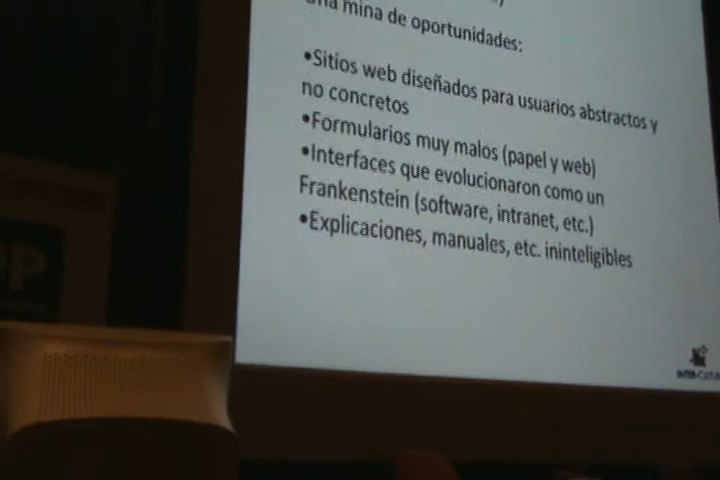 una mina de oportunidades:
•Sitios web diseñados para usuarios abstractos y
no concretos
•Formularios muy malos (papel y web)
•Interfaces que evolucionaron como un
Frankenstein (software, intranet, etc.)
•Explicaciones, manuales, etc. ininteligibles
OP